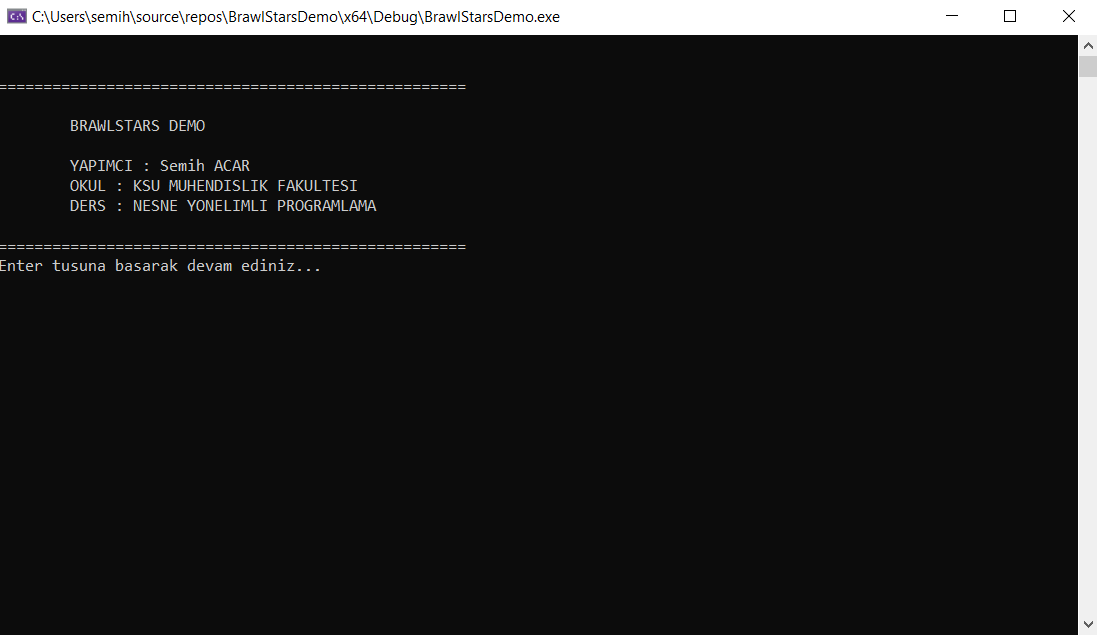 C:\Users\semih\source\repos\BrawlStarsDemo\x64\Debug\BrawlStarsDemo.exe
====================================================
BRAWLSTARS DEMO
YAPIMCI : Semih ACAR
OKUL : KSU MUHENDISLIK FAKULTESI
DERS : NESNE YONELIMLI PROGRAMLAMA
====================================================
Enter tusuna basarak devam ediniz...